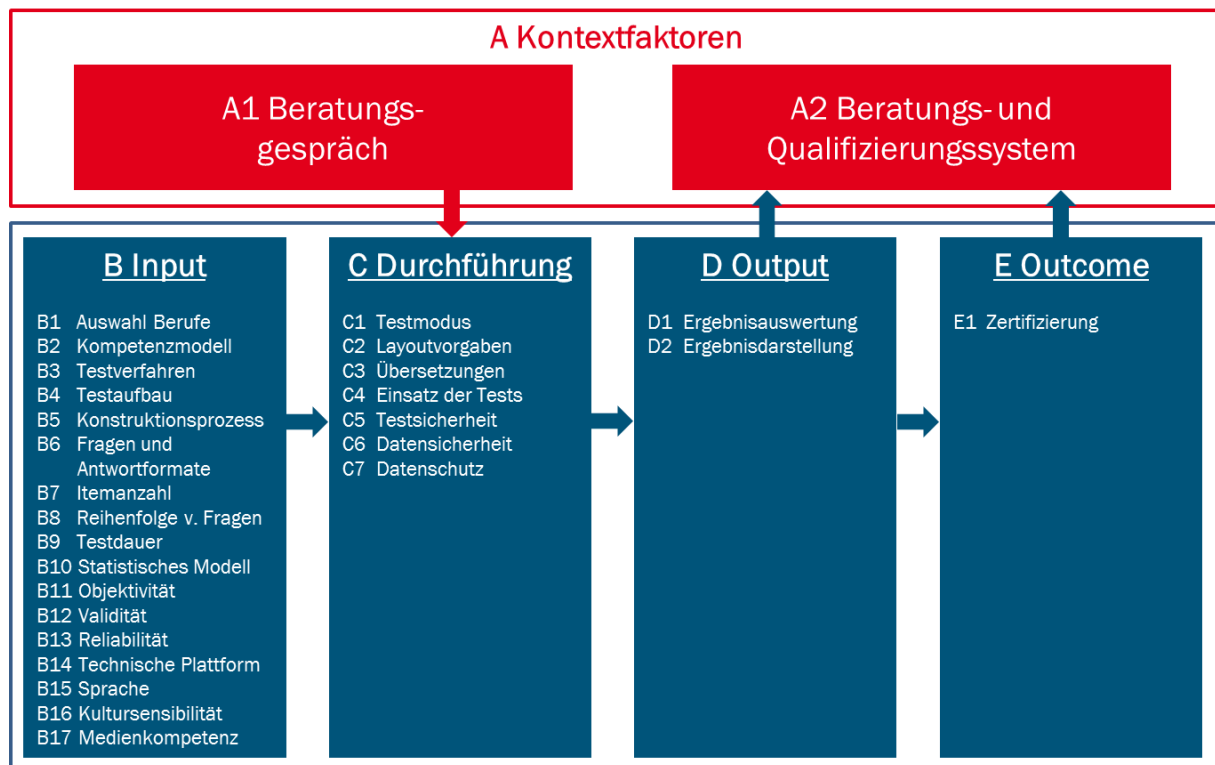 A Kontextfaktoren
A1 Beratungs-
gespräch
A2 Beratungs- und
Qualifizierungssystem
B Input
B1 Auswahl Berufe
B2 Kompetenzmodell
B3 Testverfahren
B4 Testaufbau
B5 Konstruktionsprozess
B6 Fragen und
Antwortformate
B7 Itemanzahl
B8 Reihenfolge v. Fragen
B9 Testdauer
B10 Statistisches Modell
B11 Objektivität
B12 Validität
B13 Reliabilität
B14 Technische Plattform
B15 Sprache
B16 Kultursensibilität
B17 Medienkompetenz
C Durchführung
C1 Testmodus
C2 Layoutvorgaben
C3 Übersetzungen
C4 Einsatz der Tests
C5 Testsicherheit
C6 Datensicherheit
C7 Datenschutz
D Output
D1 Ergebnisauswertung
D2 Ergebnisdarstellung
E Outcome
E1 Zertifizierung